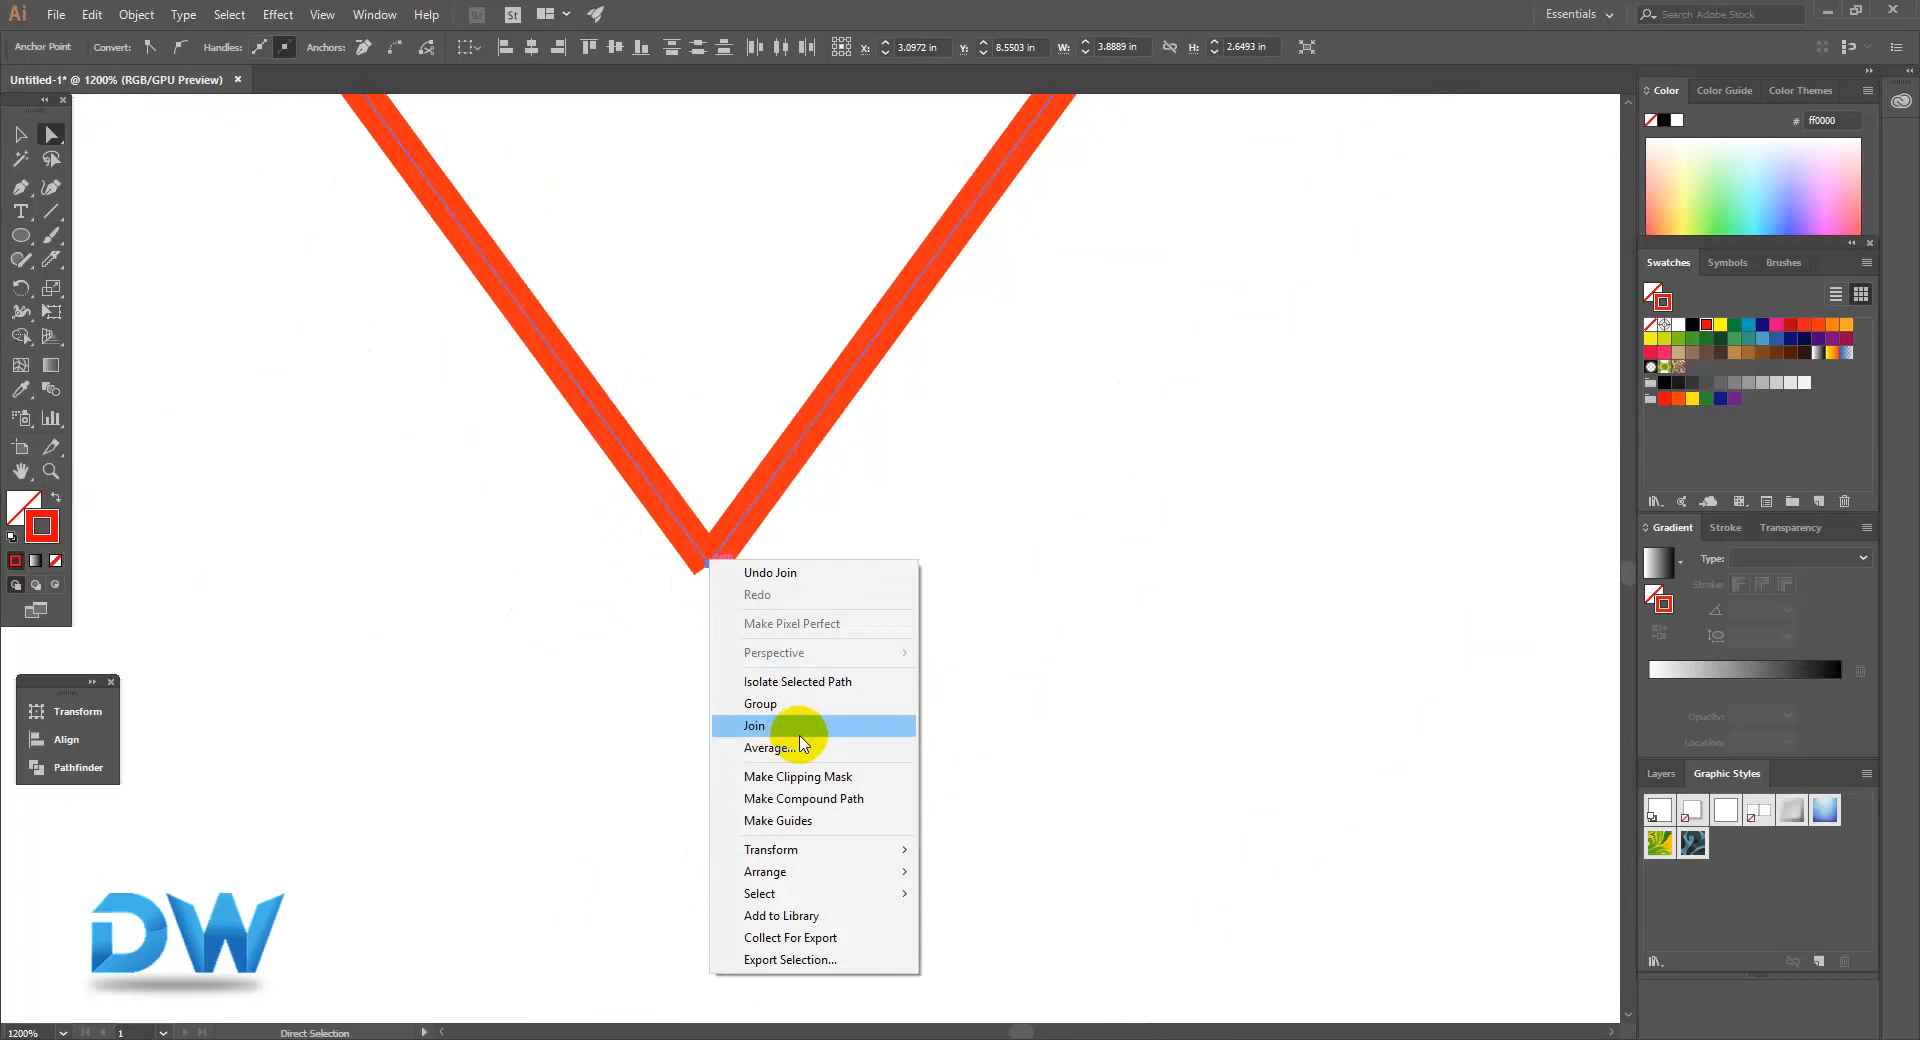 Ai File Edit Object Type Select Effect View Window Help Br St Essentials Search Adobe Stock
Anchor Point Convert: Handles: Anchors: X: 3.0972 in Y: 8.5503 in W: 3.8889 in H: 2.6493 in
Untitled-1* @ 1200% (RGB/GPU Preview)
Color Color Guide Color Themes
# ff0000
Swatches Symbols Brushes
Gradient Stroke Transparency
Type:
Stroke:
Opacity:
Location:
Layers Graphic Styles
Transform
Align
Pathfinder
Undo Join
Redo
Make Pixel Perfect
Perspective
Isolate Selected Path
Group
Join
Average...
Make Clipping Mask
Make Compound Path
Make Guides
Transform
Arrange
Select
Add to Library
Collect For Export
Export Selection...
DW
1200% 1 Direct Selection